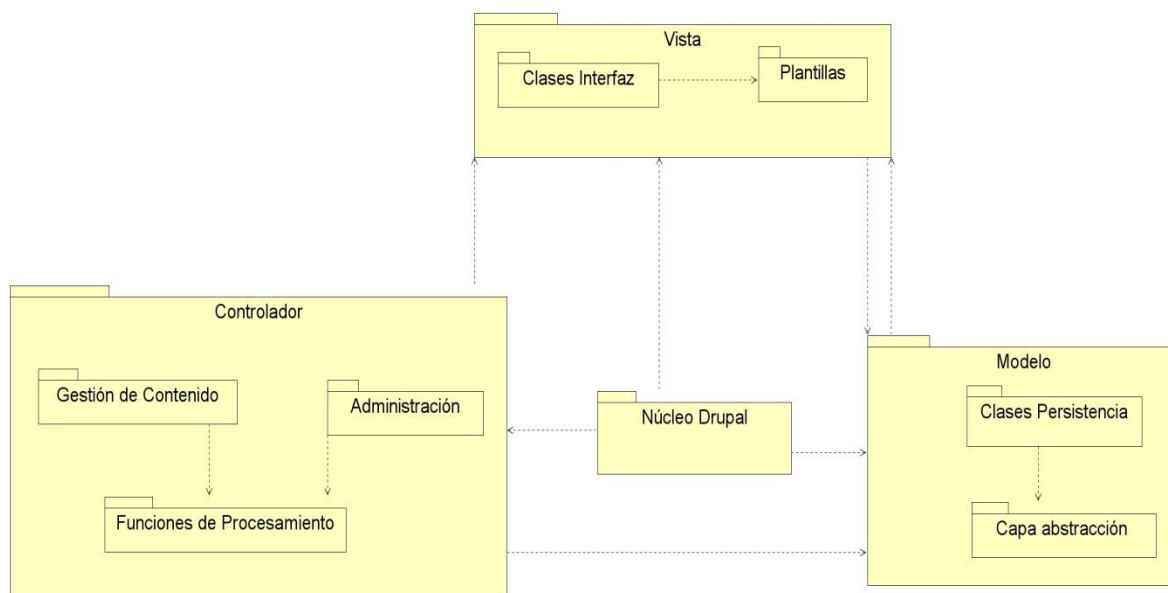 Vista
Clases Interfaz
Plantillas
Controlador
Gestión de Contenido
Administración
Funciones de Procesamiento
Núcleo Drupal
Modelo
Clases Persistencia
Capa abstracción